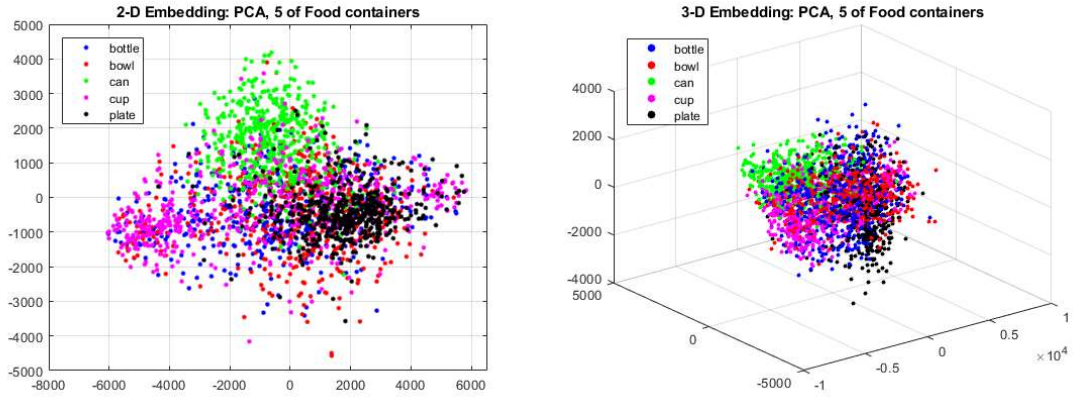 2-D Embedding: PCA, 5 of Food containers
5000
4000
3000
2000
1000
0
-1000
-2000
-3000
-4000
-5000
-8000 -6000 -4000 -2000 0 2000 4000 6000
bottle
bowl
can
cup
plate
3-D Embedding: PCA, 5 of Food containers
bottle
bowl
can
cup
plate
4000
2000
0
-2000
-4000
5000
0
-5000
-1
-0.5
0
0.5
1
×10⁴